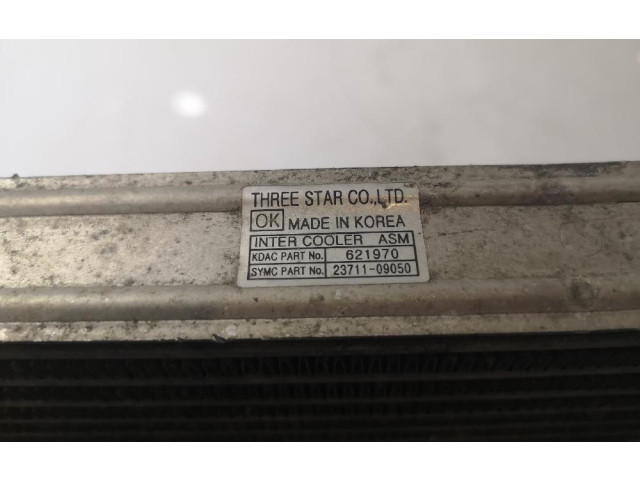 THREE STAR CO.,LTD.
OK MADE IN KOREA
INTER COOLER ASM
KDAC PART No. 621970
SYMC PART No. 23711-09050